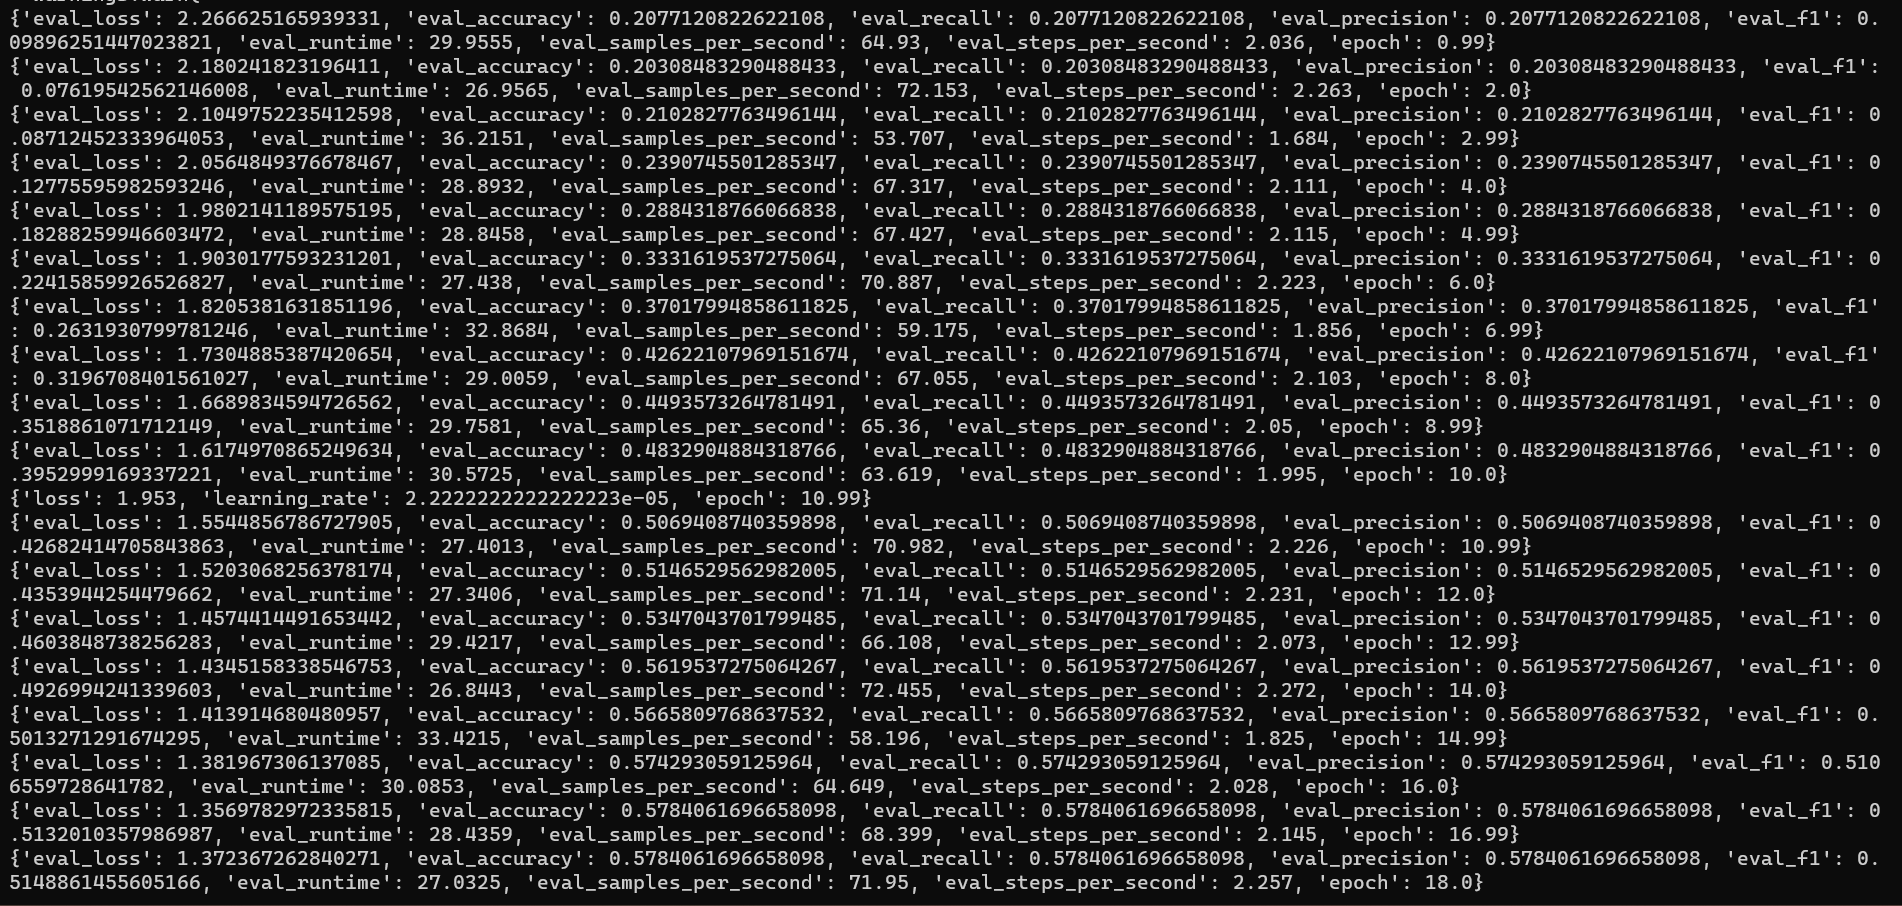 {'eval_loss': 2.266625165939331, 'eval_accuracy': 0.2077120822622108, 'eval_recall': 0.2077120822622108, 'eval_precision': 0.2077120822622108, 'eval_f1': 0.
09896251447023821, 'eval_runtime': 29.9555, 'eval_samples_per_second': 64.93, 'eval_steps_per_second': 2.036, 'epoch': 0.99}
{'eval_loss': 2.180241823196411, 'eval_accuracy': 0.20308483290488433, 'eval_recall': 0.20308483290488433, 'eval_precision': 0.20308483290488433, 'eval_f1':
 0.07619542562146008, 'eval_runtime': 26.9565, 'eval_samples_per_second': 72.153, 'eval_steps_per_second': 2.263, 'epoch': 2.0}
{'eval_loss': 2.1049752235412598, 'eval_accuracy': 0.2102827763496144, 'eval_recall': 0.2102827763496144, 'eval_precision': 0.2102827763496144, 'eval_f1': 0
.08712452333964053, 'eval_runtime': 36.2151, 'eval_samples_per_second': 53.707, 'eval_steps_per_second': 1.684, 'epoch': 2.99}
{'eval_loss': 2.0564849376678467, 'eval_accuracy': 0.2390745501285347, 'eval_recall': 0.2390745501285347, 'eval_precision': 0.2390745501285347, 'eval_f1': 0
.12775595982593246, 'eval_runtime': 28.8932, 'eval_samples_per_second': 67.317, 'eval_steps_per_second': 2.111, 'epoch': 4.0}
{'eval_loss': 1.9802141189575195, 'eval_accuracy': 0.2884318766066838, 'eval_recall': 0.2884318766066838, 'eval_precision': 0.2884318766066838, 'eval_f1': 0
.18288259946603472, 'eval_runtime': 28.8458, 'eval_samples_per_second': 67.427, 'eval_steps_per_second': 2.115, 'epoch': 4.99}
{'eval_loss': 1.9030177593231201, 'eval_accuracy': 0.3331619537275064, 'eval_recall': 0.3331619537275064, 'eval_precision': 0.3331619537275064, 'eval_f1': 0
.22415859926526827, 'eval_runtime': 27.438, 'eval_samples_per_second': 70.887, 'eval_steps_per_second': 2.223, 'epoch': 6.0}
{'eval_loss': 1.8205381631851196, 'eval_accuracy': 0.37017994858611825, 'eval_recall': 0.37017994858611825, 'eval_precision': 0.37017994858611825, 'eval_f1'
: 0.2631930799781246, 'eval_runtime': 32.8684, 'eval_samples_per_second': 59.175, 'eval_steps_per_second': 1.856, 'epoch': 6.99}
{'eval_loss': 1.7304885387420654, 'eval_accuracy': 0.42622107969151674, 'eval_recall': 0.42622107969151674, 'eval_precision': 0.42622107969151674, 'eval_f1'
: 0.3196708401561027, 'eval_runtime': 29.0059, 'eval_samples_per_second': 67.055, 'eval_steps_per_second': 2.103, 'epoch': 8.0}
{'eval_loss': 1.6689834594726562, 'eval_accuracy': 0.4493573264781491, 'eval_recall': 0.4493573264781491, 'eval_precision': 0.4493573264781491, 'eval_f1': 0
.3518861071712149, 'eval_runtime': 29.7581, 'eval_samples_per_second': 65.36, 'eval_steps_per_second': 2.05, 'epoch': 8.99}
{'eval_loss': 1.6174970865249634, 'eval_accuracy': 0.4832904884318766, 'eval_recall': 0.4832904884318766, 'eval_precision': 0.4832904884318766, 'eval_f1': 0
.3952999169337221, 'eval_runtime': 30.5725, 'eval_samples_per_second': 63.619, 'eval_steps_per_second': 1.995, 'epoch': 10.0}
{'loss': 1.953, 'learning_rate': 2.2222222222222223e-05, 'epoch': 10.99}
{'eval_loss': 1.5544856786727905, 'eval_accuracy': 0.5069408740359898, 'eval_recall': 0.5069408740359898, 'eval_precision': 0.5069408740359898, 'eval_f1': 0
.42682414705843863, 'eval_runtime': 27.4013, 'eval_samples_per_second': 70.982, 'eval_steps_per_second': 2.226, 'epoch': 10.99}
{'eval_loss': 1.5203068256378174, 'eval_accuracy': 0.5146529562982005, 'eval_recall': 0.5146529562982005, 'eval_precision': 0.5146529562982005, 'eval_f1': 0
.4353944254479662, 'eval_runtime': 27.3406, 'eval_samples_per_second': 71.14, 'eval_steps_per_second': 2.231, 'epoch': 12.0}
{'eval_loss': 1.4574414491653442, 'eval_accuracy': 0.5347043701799485, 'eval_recall': 0.5347043701799485, 'eval_precision': 0.5347043701799485, 'eval_f1': 0
.4603848738256283, 'eval_runtime': 29.4217, 'eval_samples_per_second': 66.108, 'eval_steps_per_second': 2.073, 'epoch': 12.99}
{'eval_loss': 1.4345158338546753, 'eval_accuracy': 0.5619537275064267, 'eval_recall': 0.5619537275064267, 'eval_precision': 0.5619537275064267, 'eval_f1': 0
.4926994241339603, 'eval_runtime': 26.8443, 'eval_samples_per_second': 72.455, 'eval_steps_per_second': 2.272, 'epoch': 14.0}
{'eval_loss': 1.413914680480957, 'eval_accuracy': 0.5665809768637532, 'eval_recall': 0.5665809768637532, 'eval_precision': 0.5665809768637532, 'eval_f1': 0.
5013271291674295, 'eval_runtime': 33.4215, 'eval_samples_per_second': 58.196, 'eval_steps_per_second': 1.825, 'epoch': 14.99}
{'eval_loss': 1.381967306137085, 'eval_accuracy': 0.574293059125964, 'eval_recall': 0.574293059125964, 'eval_precision': 0.574293059125964, 'eval_f1': 0.510
6559728641782, 'eval_runtime': 30.0853, 'eval_samples_per_second': 64.649, 'eval_steps_per_second': 2.028, 'epoch': 16.0}
{'eval_loss': 1.3569782972335815, 'eval_accuracy': 0.5784061696658098, 'eval_recall': 0.5784061696658098, 'eval_precision': 0.5784061696658098, 'eval_f1': 0
.5132010357986987, 'eval_runtime': 28.4359, 'eval_samples_per_second': 68.399, 'eval_steps_per_second': 2.145, 'epoch': 16.99}
{'eval_loss': 1.372367262840271, 'eval_accuracy': 0.5784061696658098, 'eval_recall': 0.5784061696658098, 'eval_precision': 0.5784061696658098, 'eval_f1': 0.
5148861455605166, 'eval_runtime': 27.0325, 'eval_samples_per_second': 71.95, 'eval_steps_per_second': 2.257, 'epoch': 18.0}